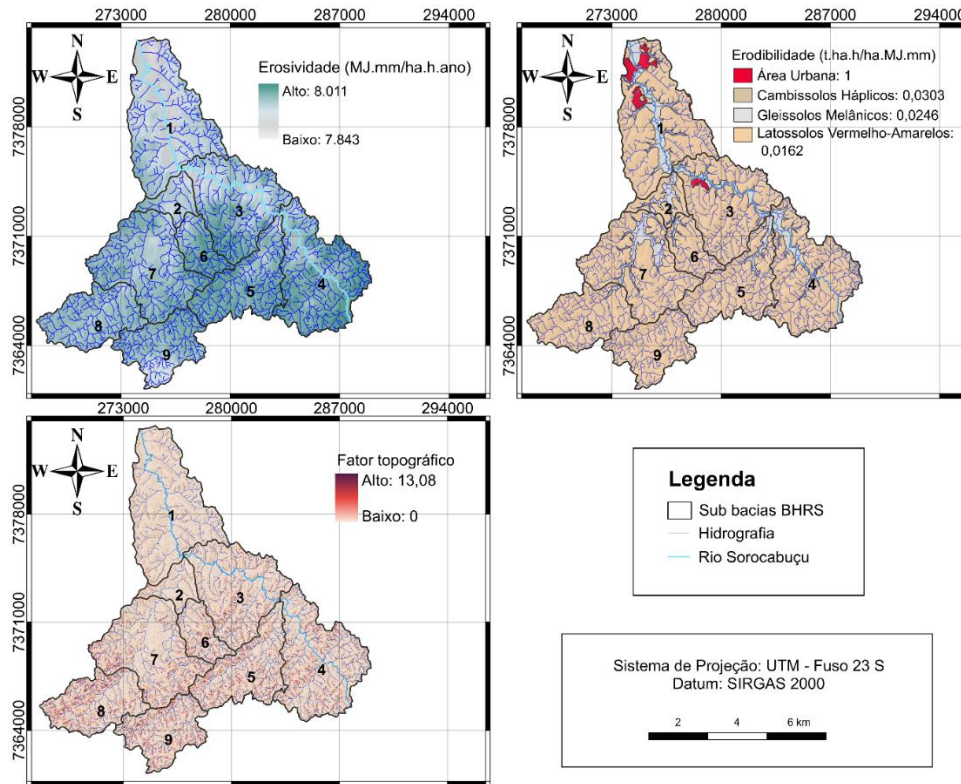 273000 280000 287000 294000
N
W E
S
Erosividade (MJ.mm/ha.h.ano)
Alto: 8.011
Baixo: 7.843
7378000
7371000
7364000
1
2
3
6
7
5
4
8
9
273000 280000 287000 294000
N
W E
S
Erodibilidade (t.ha.h/ha.MJ.mm)
Área Urbana: 1
Cambissolos Háplicos: 0,0303
Gleissolos Melânicos: 0,0246
Latossolos Vermelho-Amarelos:
0,0162
7378000
7371000
7364000
1
2
3
6
7
5
4
8
9
273000 280000 287000 294000
N
W E
S
Fator topográfico
Alto: 13,08
Baixo: 0
7378000
7371000
7364000
1
2
3
6
7
5
4
8
9
Legenda
Sub bacias BHRS
Hidrografia
Rio Sorocabuçu
Sistema de Projeção: UTM - Fuso 23 S
Datum: SIRGAS 2000
2 4 6 km